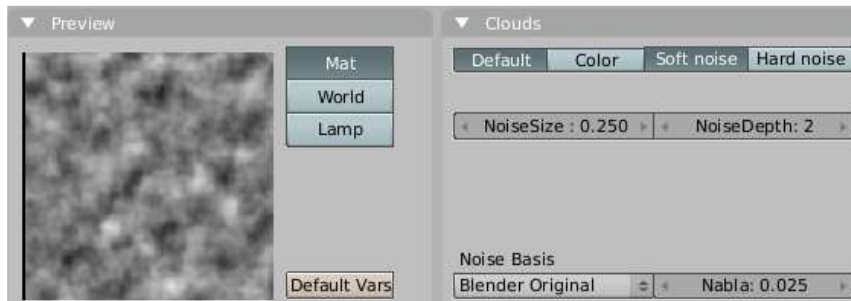 Preview
Mat
World
Lamp
Default Vars
Clouds
Default Color Soft noise Hard noise
NoiseSize : 0.250 NoiseDepth: 2
Noise Basis
Blender Original Nabla: 0.025